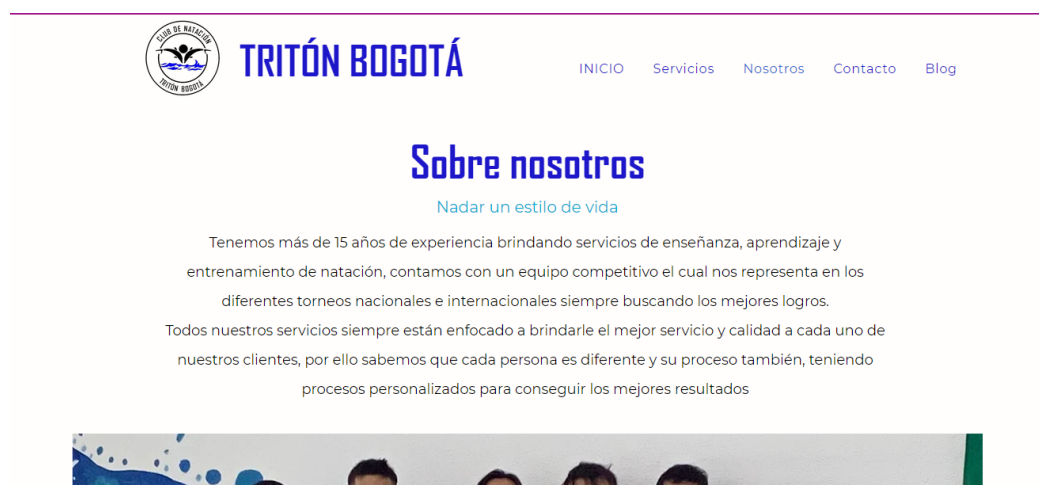 CLUB DE NATACIÓN
TRITÓN BOGOTÁ
TRITÓN BOGOTÁ
INICIO Servicios Nosotros Contacto Blog
Sobre nosotros
Nadar un estilo de vida
Tenemos más de 15 años de experiencia brindando servicios de enseñanza, aprendizaje y
entrenamiento de natación, contamos con un equipo competitivo el cual nos representa en los
diferentes torneos nacionales e internacionales siempre buscando los mejores logros.
Todos nuestros servicios siempre están enfocado a brindarle el mejor servicio y calidad a cada uno de
nuestros clientes, por ello sabemos que cada persona es diferente y su proceso también, teniendo
procesos personalizados para conseguir los mejores resultados